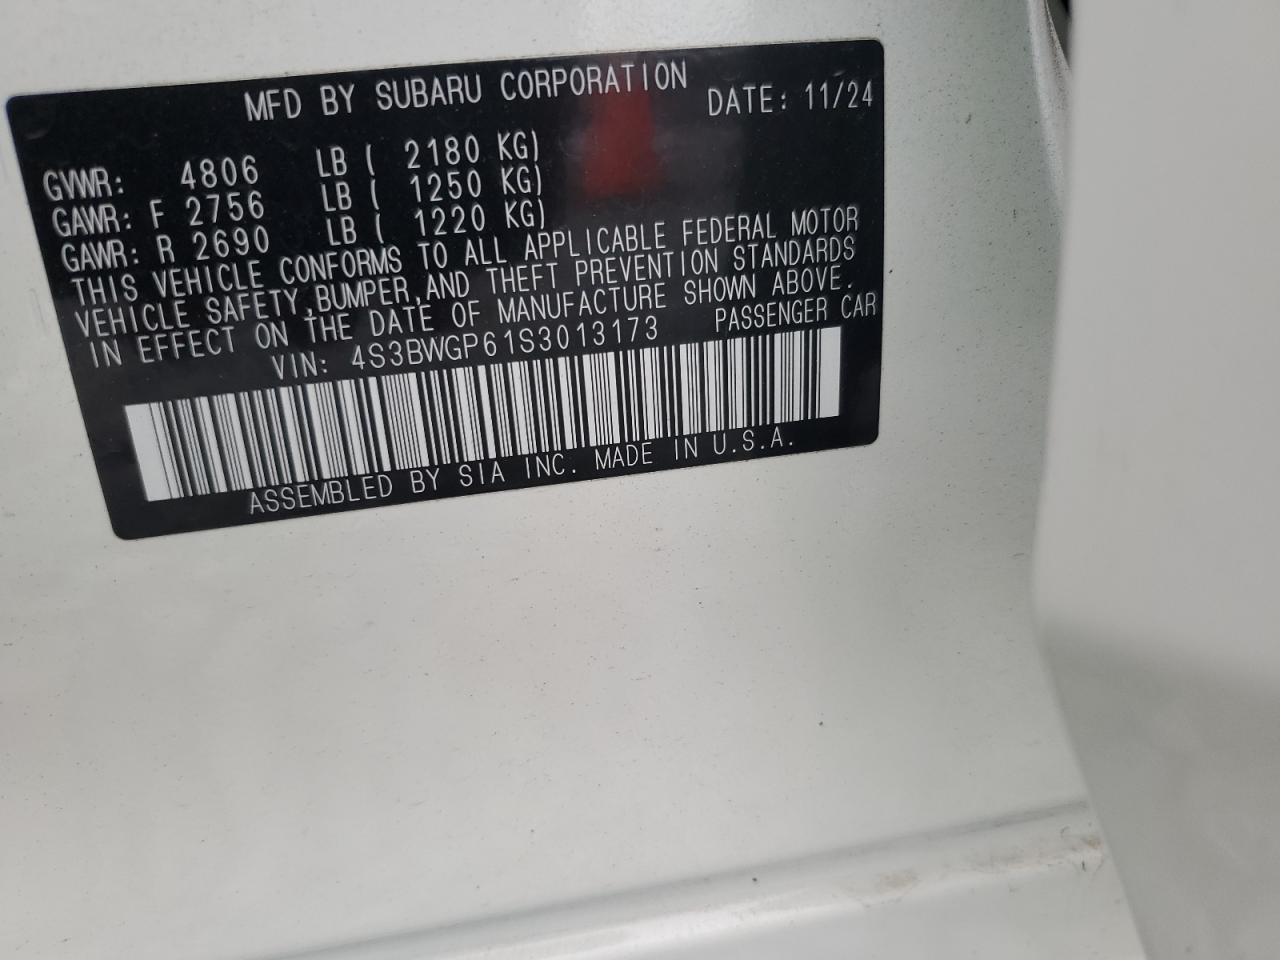 MFD BY SUBARU CORPORATION DATE: 11/24
GVWR: 4806 LB ( 2180 KG)
GAWR: F 2756 LB ( 1250 KG)
GAWR: R 2690 LB ( 1220 KG)
THIS VEHICLE CONFORMS TO ALL APPLICABLE FEDERAL MOTOR
VEHICLE SAFETY,BUMPER,AND THEFT PREVENTION STANDARDS
IN EFFECT ON THE DATE OF MANUFACTURE SHOWN ABOVE.
VIN: 4S3BWGP61S3013173 PASSENGER CAR
ASSEMBLED BY SIA INC. MADE IN U.S.A.